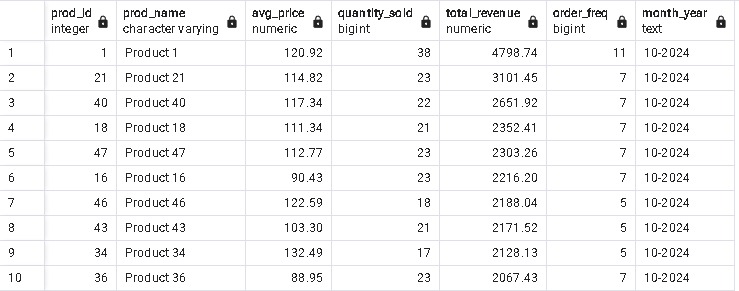 prod_id prod_name avg_price quantity_sold total_revenue order_freq month_year
integer character varying numeric bigint numeric bigint text
1 1 Product 1 120.92 38 4798.74 11 10-2024
2 21 Product 21 114.82 23 3101.45 7 10-2024
3 40 Product 40 117.34 22 2651.92 7 10-2024
4 18 Product 18 111.34 21 2352.41 7 10-2024
5 47 Product 47 112.77 23 2303.26 7 10-2024
6 16 Product 16 90.43 23 2216.20 7 10-2024
7 46 Product 46 122.59 18 2188.04 5 10-2024
8 43 Product 43 103.30 21 2171.52 5 10-2024
9 34 Product 34 132.49 17 2128.13 5 10-2024
10 36 Product 36 88.95 23 2067.43 7 10-2024